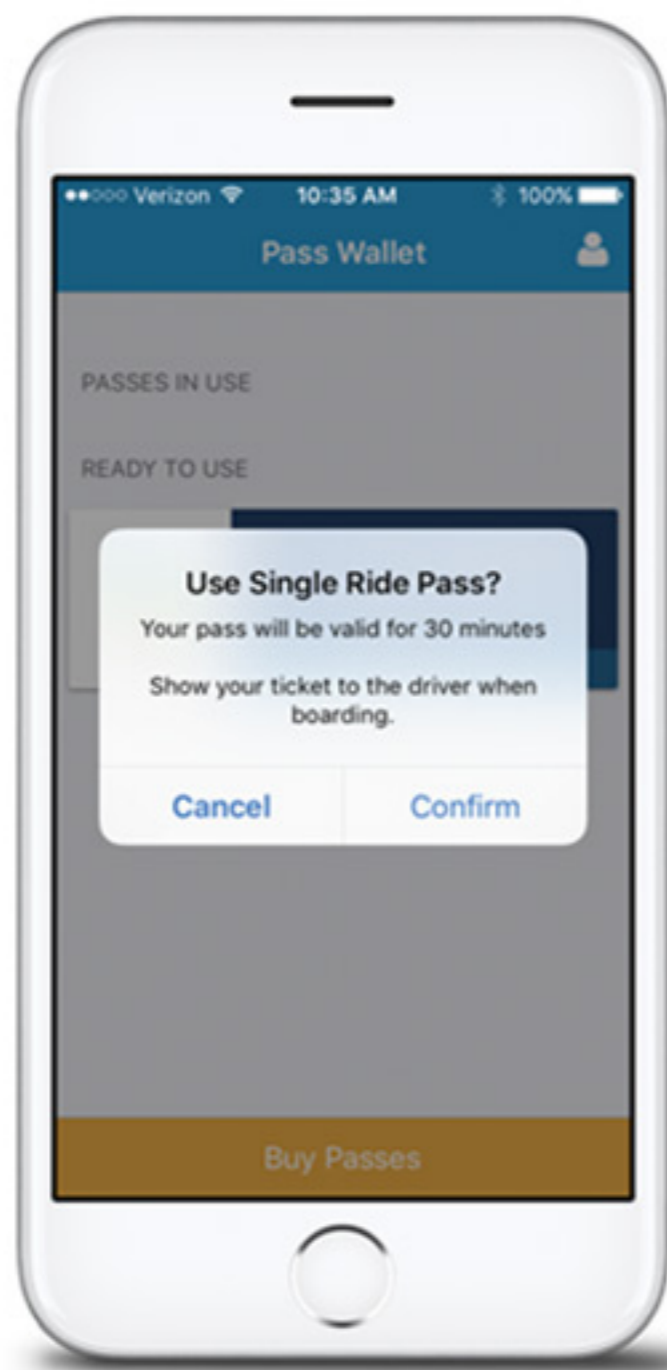 Verizon 10:35 AM 100%
Pass Wallet
PASSES IN USE
READY TO USE
Use Single Ride Pass?
Your pass will be valid for 30 minutes
Show your ticket to the driver when
boarding.
Cancel Confirm
Buy Passes